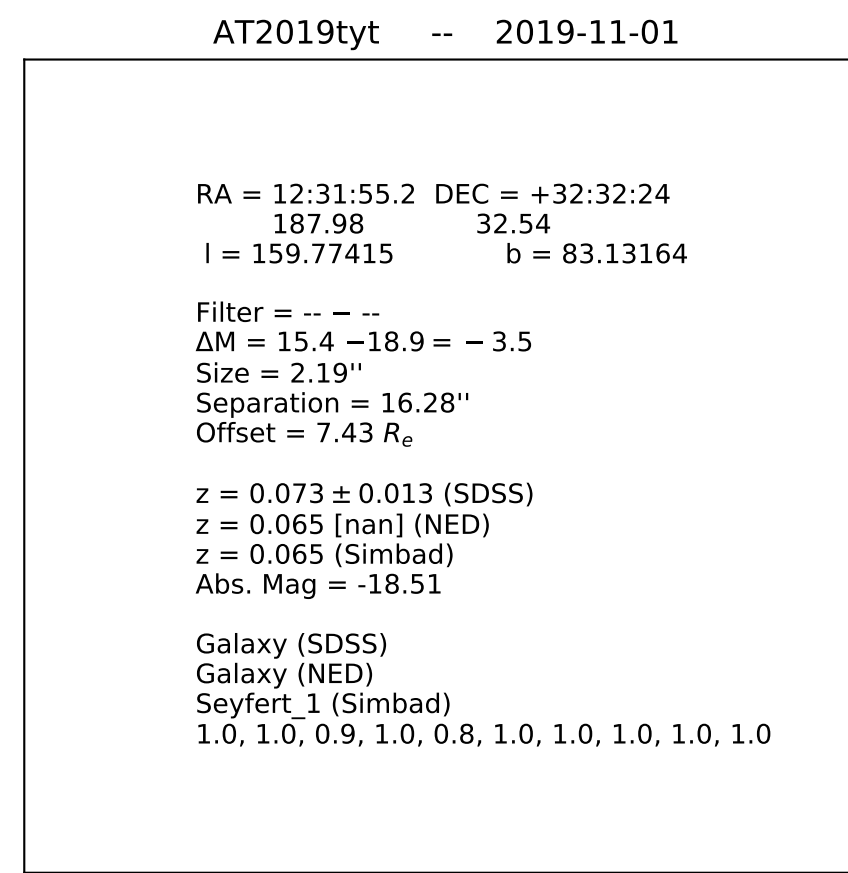 AT2019tyt -- 2019-11-01
RA = 12:31:55.2 DEC = +32:32:24
187.98 32.54
l = 159.77415 b = 83.13164
Filter = -- − --
ΔM = 15.4 −18.9 = − 3.5
Size = 2.19''
Separation = 16.28''
Offset = 7.43 Rₑ
z = 0.073 ± 0.013 (SDSS)
z = 0.065 [nan] (NED)
z = 0.065 (Simbad)
Abs. Mag = -18.51
Galaxy (SDSS)
Galaxy (NED)
Seyfert_1 (Simbad)
1.0, 1.0, 0.9, 1.0, 0.8, 1.0, 1.0, 1.0, 1.0, 1.0